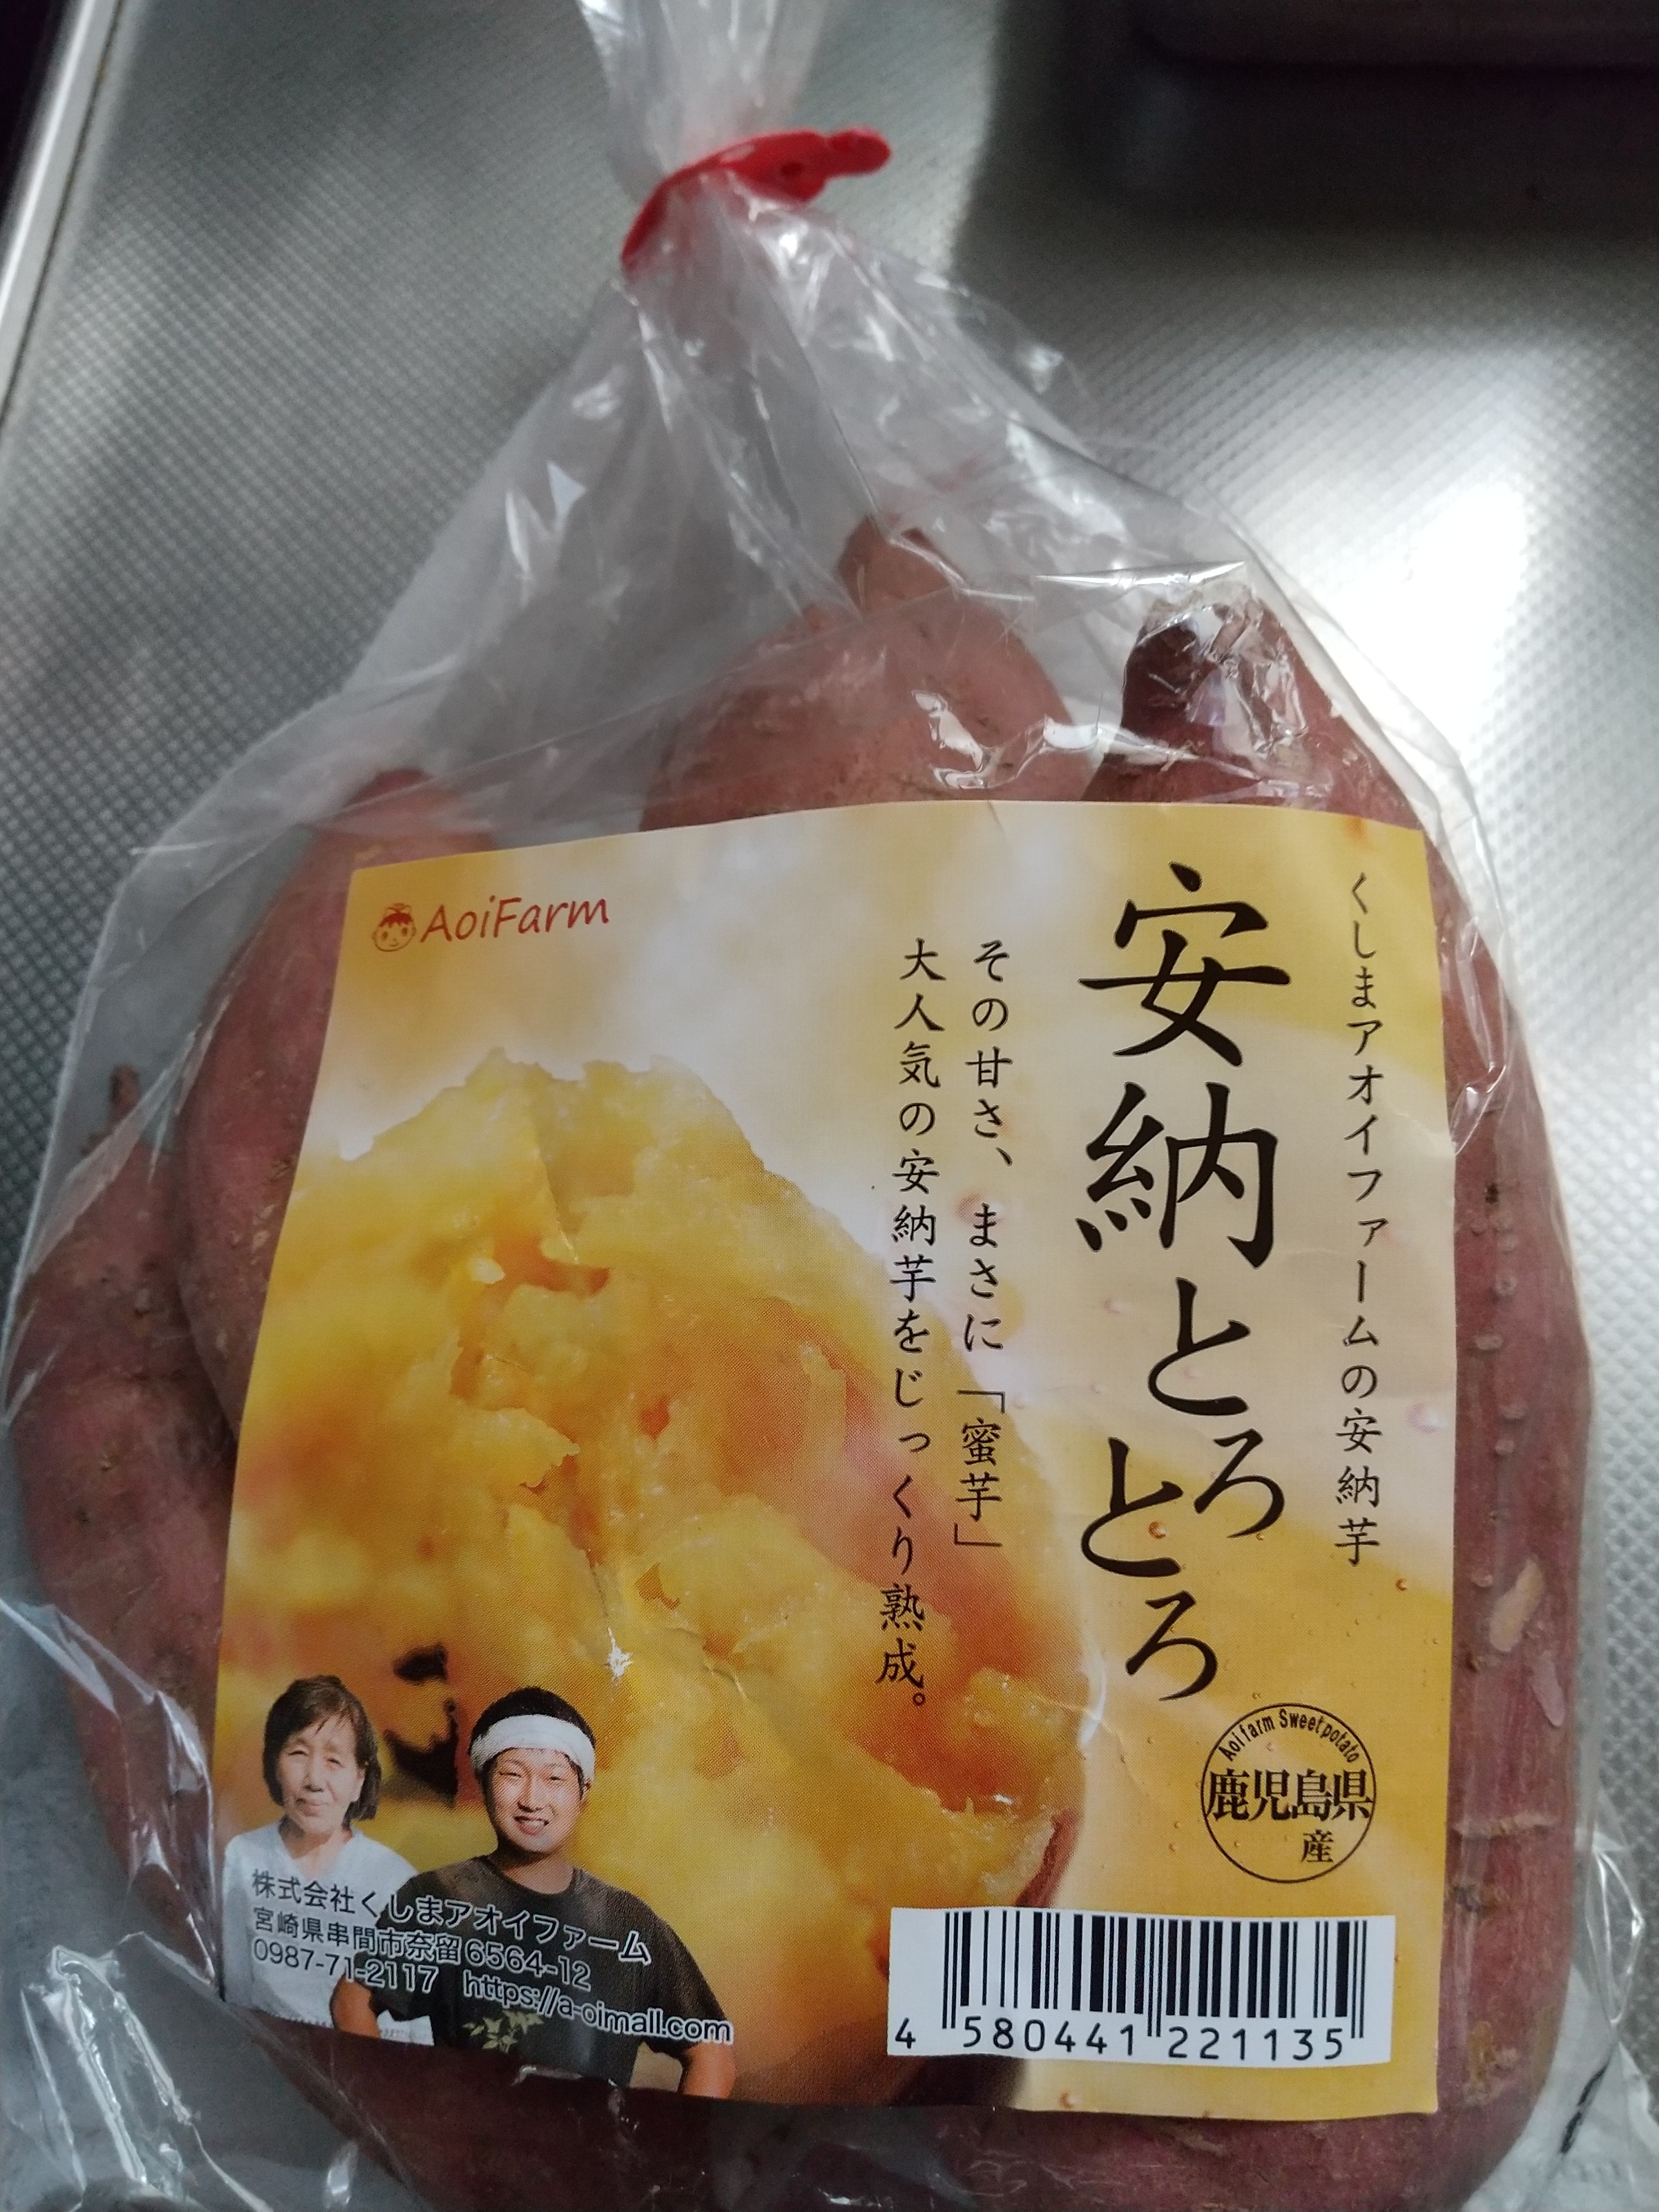 AoiFarm
くしまアオイファームの安納芋
安納とろとろ
その甘さ、まさに「蜜芋」
大人気の安納芋をじっくり熟成。
Aoi farm Sweet potato
鹿児島県
産
株式会社くしまアオイファーム
宮崎県串間市奈留6564-12
0987-71-2117 https://a-oimall.com
4 580441 221135